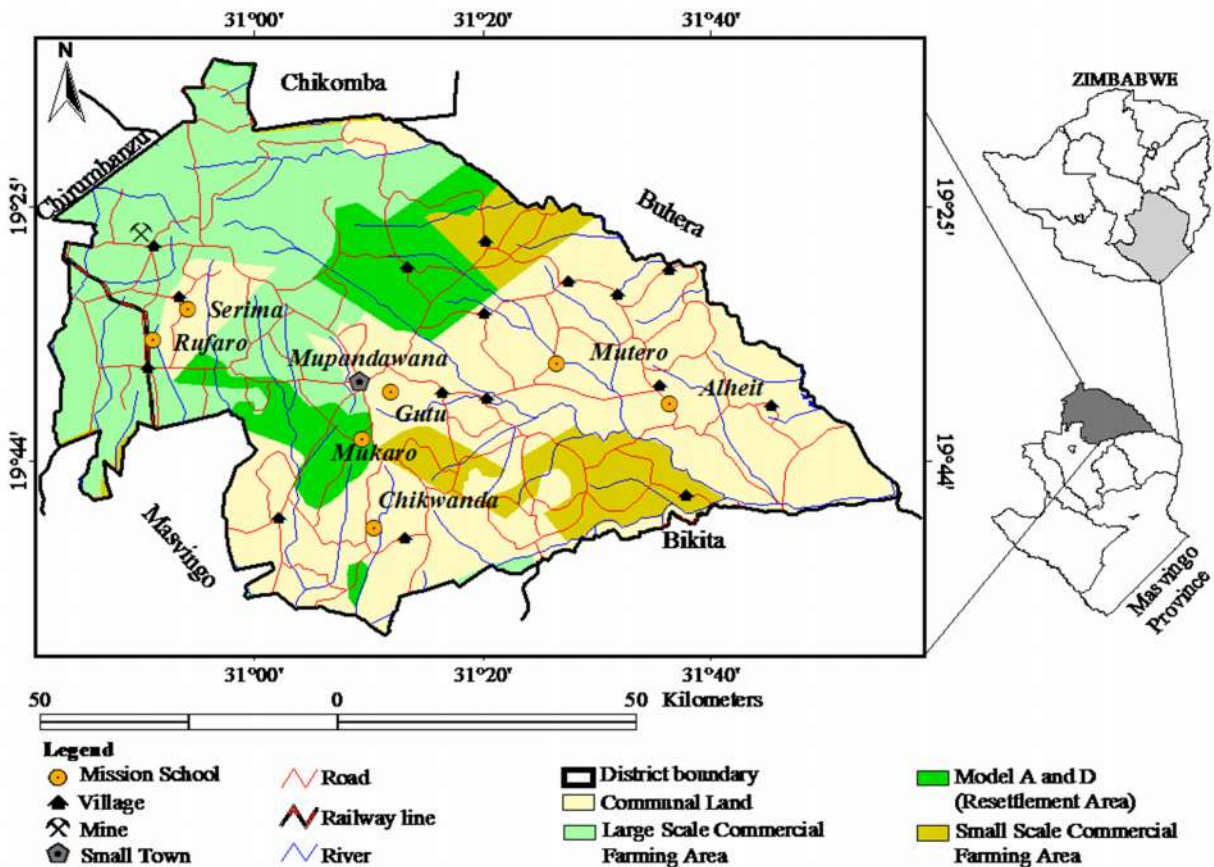 31°00' 31°20' 31°40'
N
Chikomba
ZIMBABWE
Chirumbanzu
19°25'
19°25'
Buhera
Serima
Rufaro
Mupandawana
Mutero
Alheit
Gutu
Mukaro
19°44'
19°44'
Chikwanda
Masvingo
Bikita
Masvingo
Province
31°00' 31°20' 31°40'
50 0 50 Kilometers
Legend
Mission School
Village
Mine
Small Town
Road
Railway line
River
District boundary
Communal Land
Large Scale Commercial
Farming Area
Model A and D
(Resettlement Area)
Small Scale Commercial
Farming Area